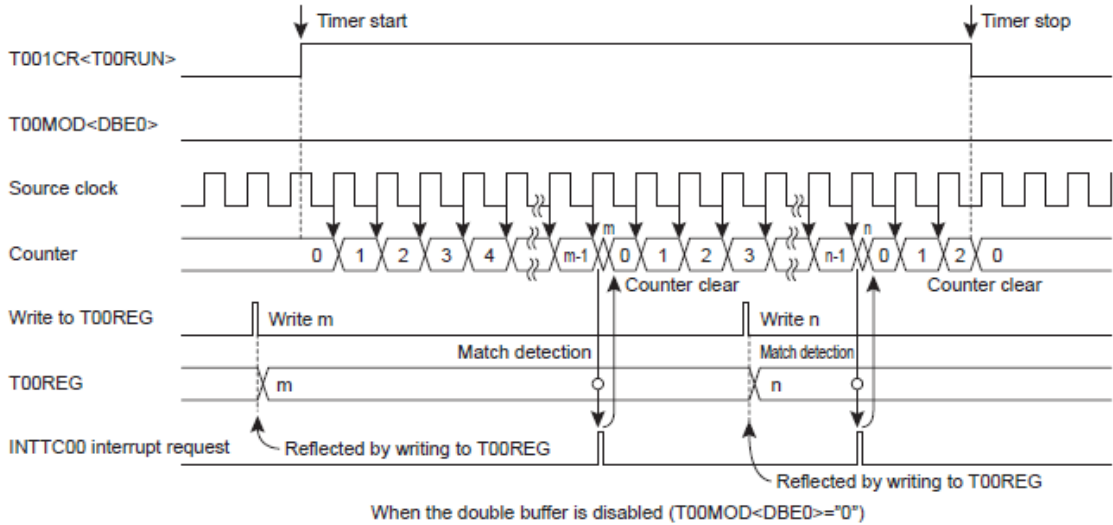 Timer start
Timer stop
T001CR<T00RUN>
T00MOD<DBE0>
Source clock
Counter
0 1 2 3 4 m-1 m 0 1 2 3 n-1 n 0 1 2 0
Counter clear
Counter clear
Write to T00REG
Write m
Write n
Match detection
Match detection
T00REG
m
n
INTTC00 interrupt request
Reflected by writing to T00REG
Reflected by writing to T00REG
When the double buffer is disabled (T00MOD<DBE0>="0")